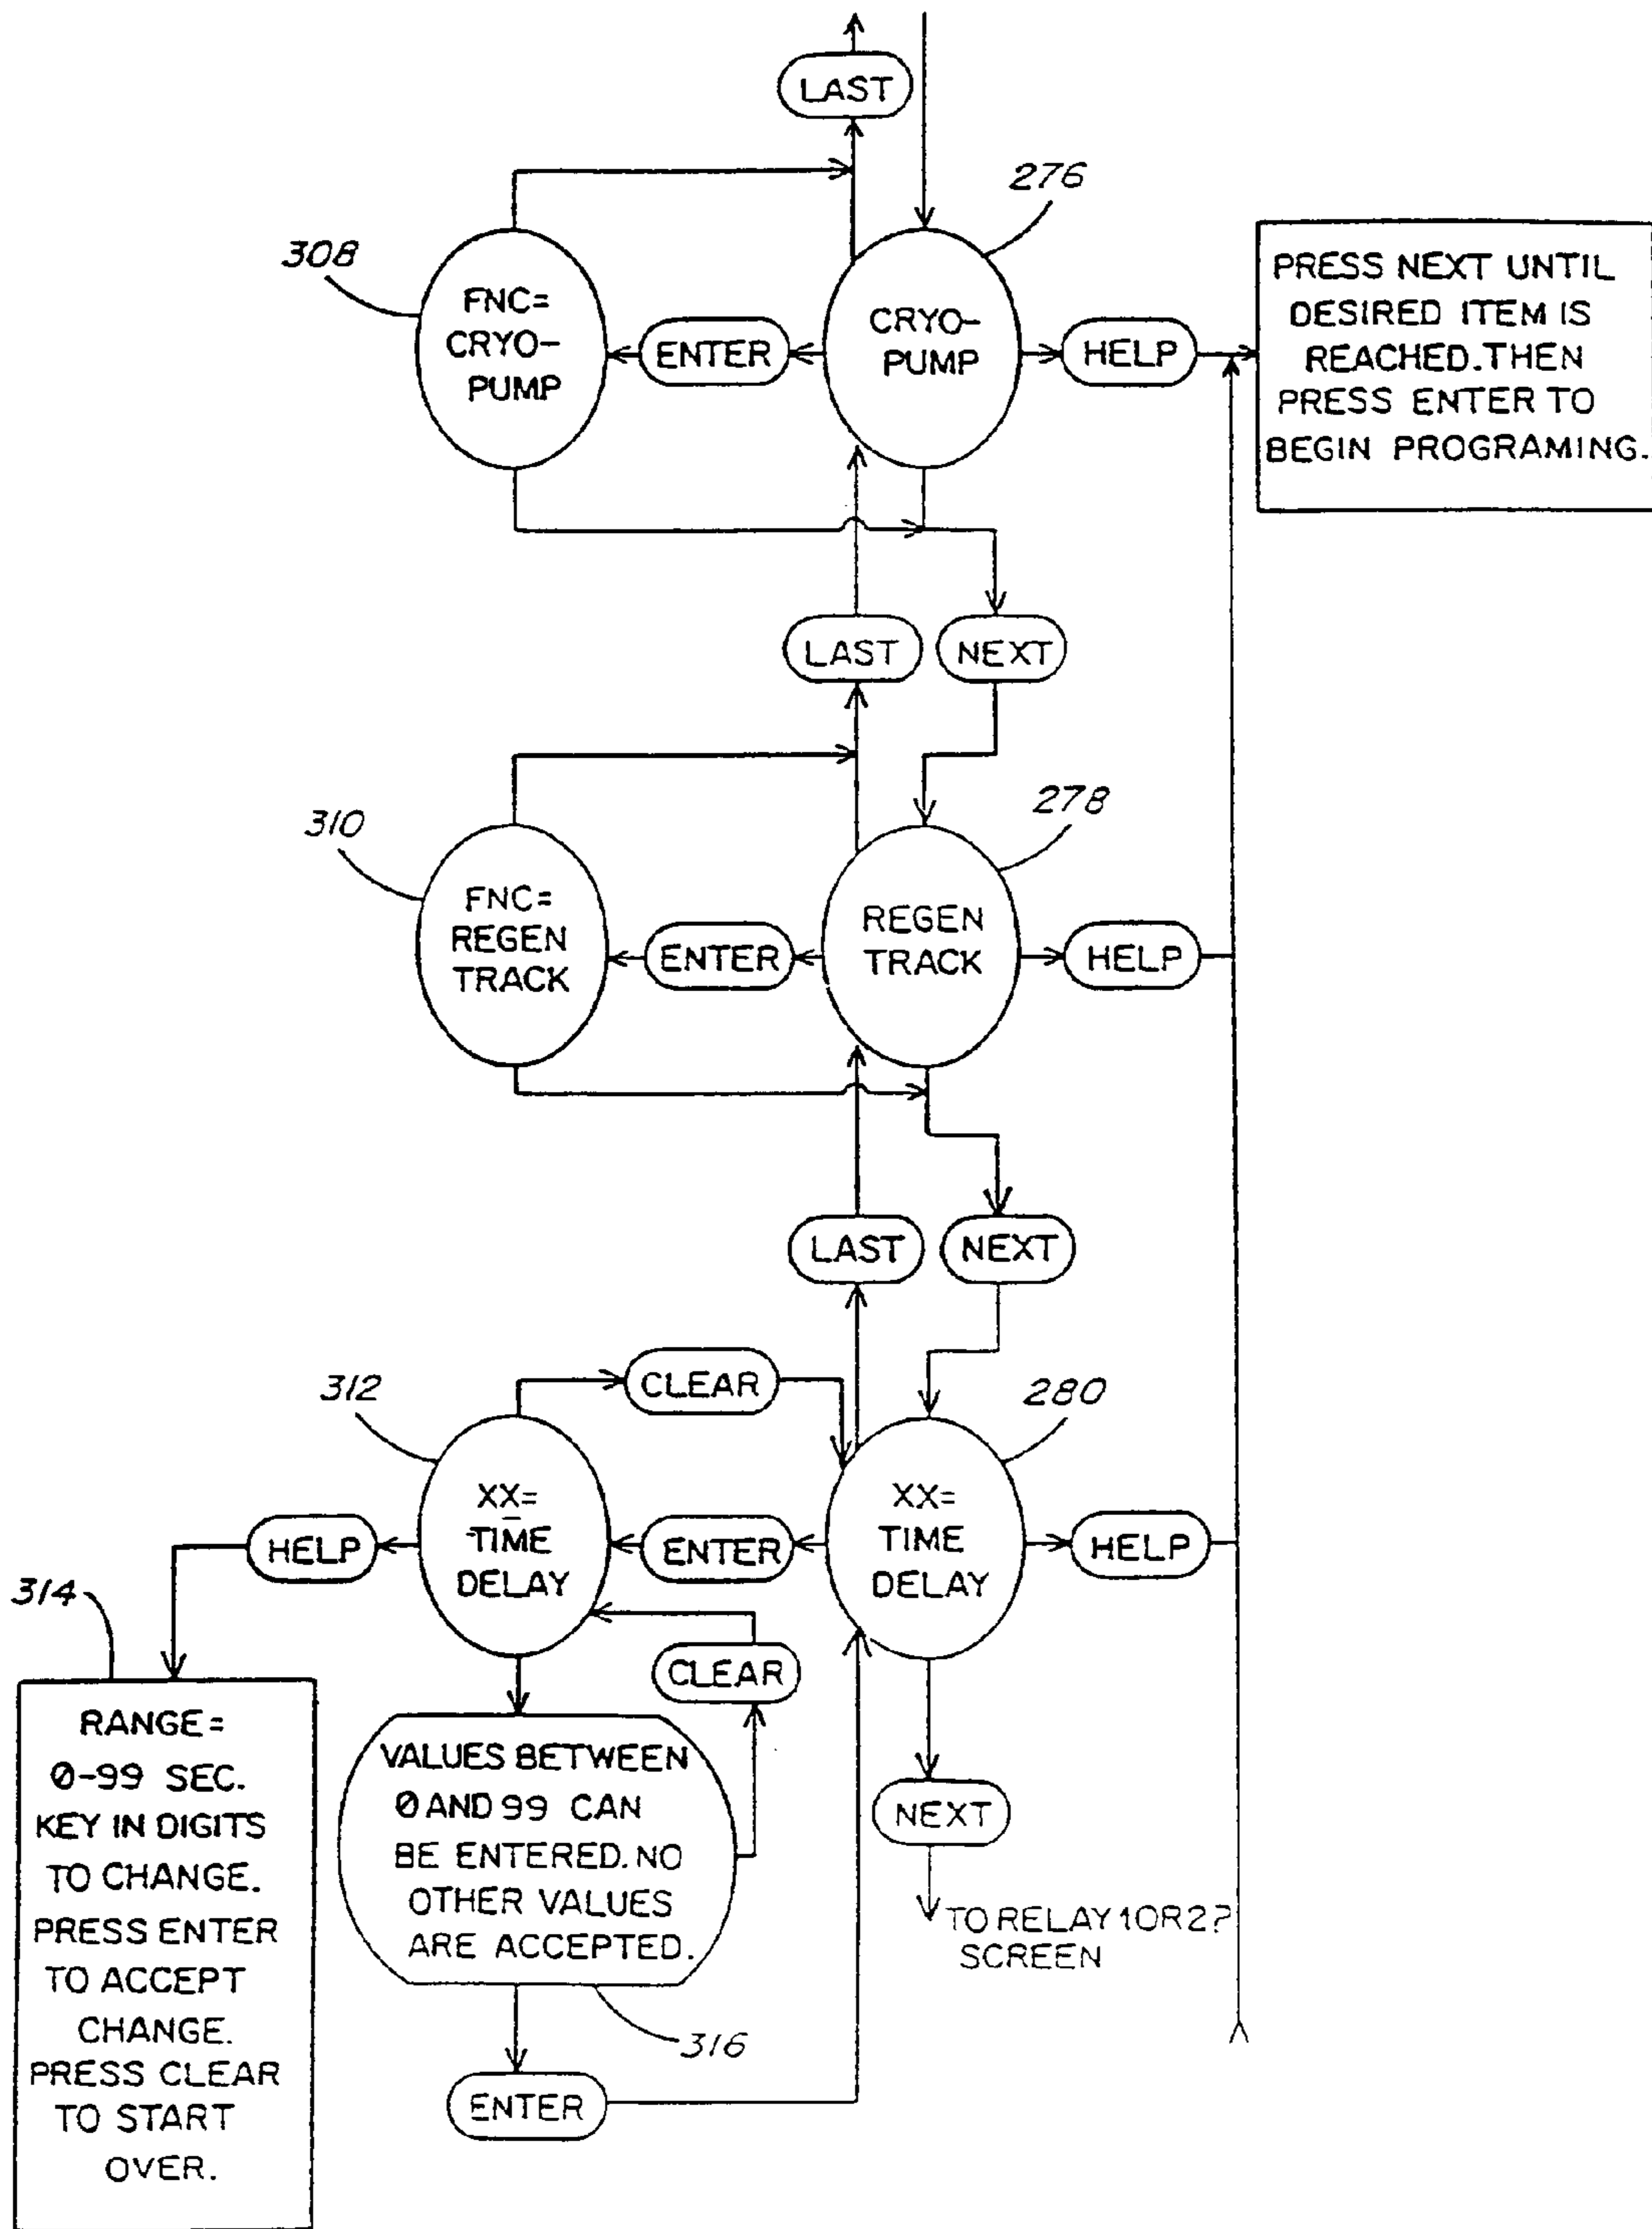 LAST
276
308
FNC=
CRYO-
PUMP
ENTER
CRYO-
PUMP
HELP
PRESS NEXT UNTIL
DESIRED ITEM IS
REACHED. THEN
PRESS ENTER TO
BEGIN PROGRAMING.
LAST
NEXT
278
310
FNC=
REGEN
TRACK
ENTER
REGEN
TRACK
HELP
LAST
NEXT
312
CLEAR
280
HELP
XX=
TIME
DELAY
ENTER
XX=
TIME
DELAY
HELP
314
CLEAR
RANGE=
0-99 SEC.
KEY IN DIGITS
TO CHANGE.
PRESS ENTER
TO ACCEPT
CHANGE.
PRESS CLEAR
TO START
OVER.
VALUES BETWEEN
0 AND 99 CAN
BE ENTERED. NO
OTHER VALUES
ARE ACCEPTED.
NEXT
TO RELAY 1OR2?
SCREEN
316
ENTER